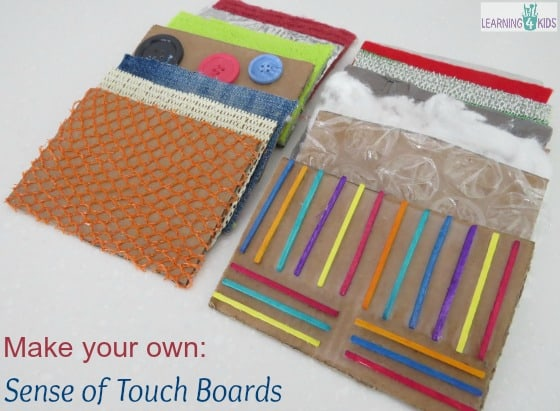 LEARNING 4 KIDS
Make your own:
Sense of Touch Boards